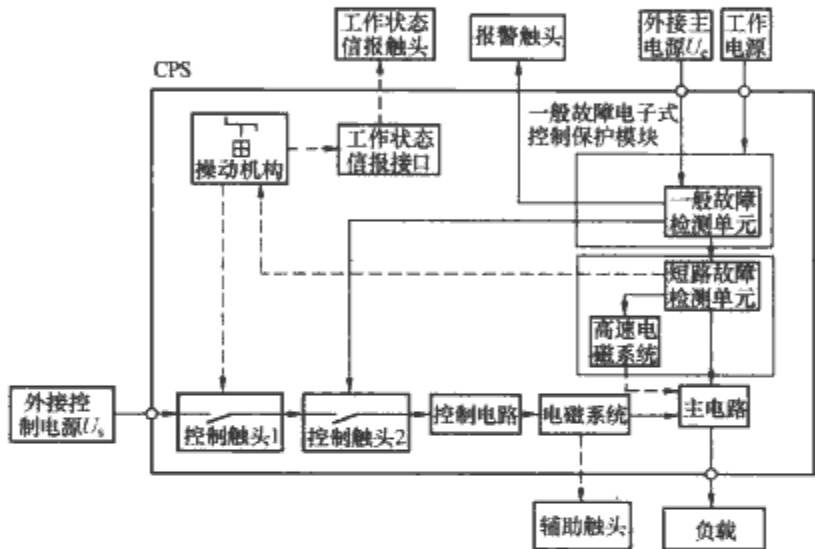 工作状态
信报触头
报警触头
外接主
电源Ue
工作
电源
CPS
一般故障电子式
控制保护模块
操动机构
工作状态
信报接口
一般故障
检测单元
短路故障
检测单元
高速电
磁系统
外接控
制电源Us
控制触头1
控制触头2
控制电路
电磁系统
主电路
辅助触头
负载